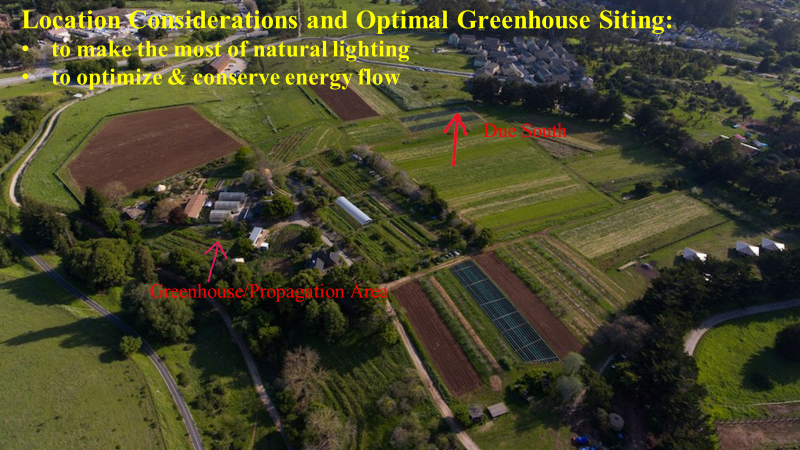 Location Considerations and Optimal Greenhouse Siting:
• to make the most of natural lighting
• to optimize & conserve energy flow
Due South
Greenhouse/Propagation Area